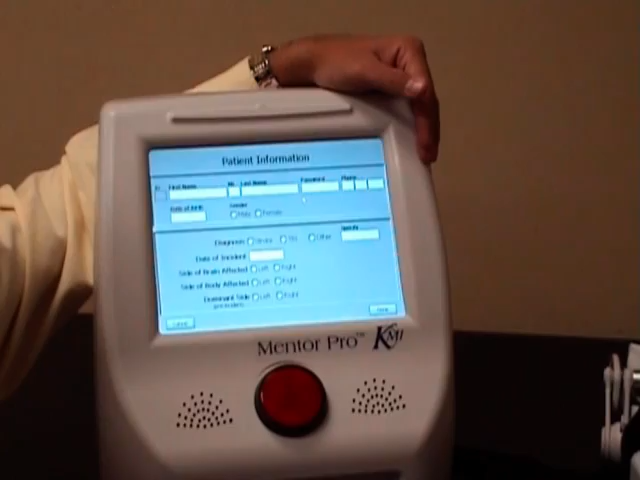 Patient Information
First Name MI Last Name Password Phone
Date of Birth Gender
Male Female
Specify
Diagnosis Stroke TBI Other
Date of Incident
Side of Brain Affected Left Right
Side of Body Affected Left Right
Dominant Side Left Right
Cancel
Mentor Pro™ KMI